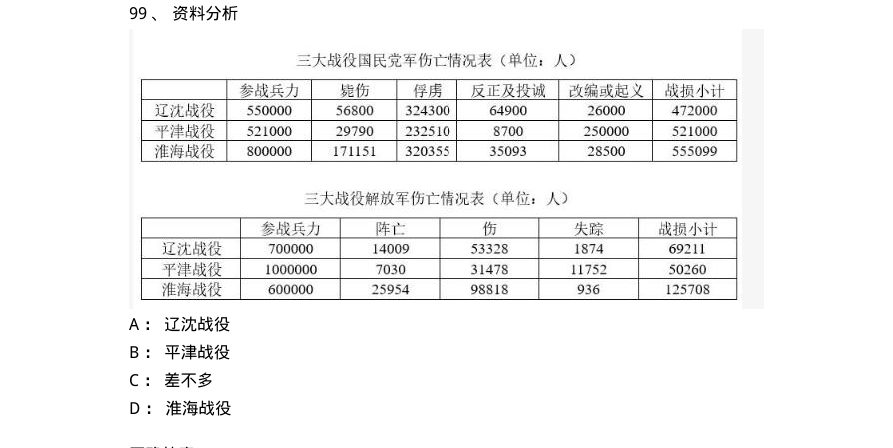 99 、 资料分析
三大战役国民党军伤亡情况表（单位：人）
参战兵力 毙伤 俘虏 反正及投诚 改编或起义 战损小计
辽沈战役 550000 56800 324300 64900 26000 472000
平津战役 521000 29790 232510 8700 250000 521000
淮海战役 800000 171151 320355 35093 28500 555099
三大战役解放军伤亡情况表（单位：人）
参战兵力 阵亡 伤 失踪 战损小计
辽沈战役 700000 14009 53328 1874 69211
平津战役 1000000 7030 31478 11752 50260
淮海战役 600000 25954 98818 936 125708
A ： 辽沈战役
B ： 平津战役
C ： 差不多
D ： 淮海战役